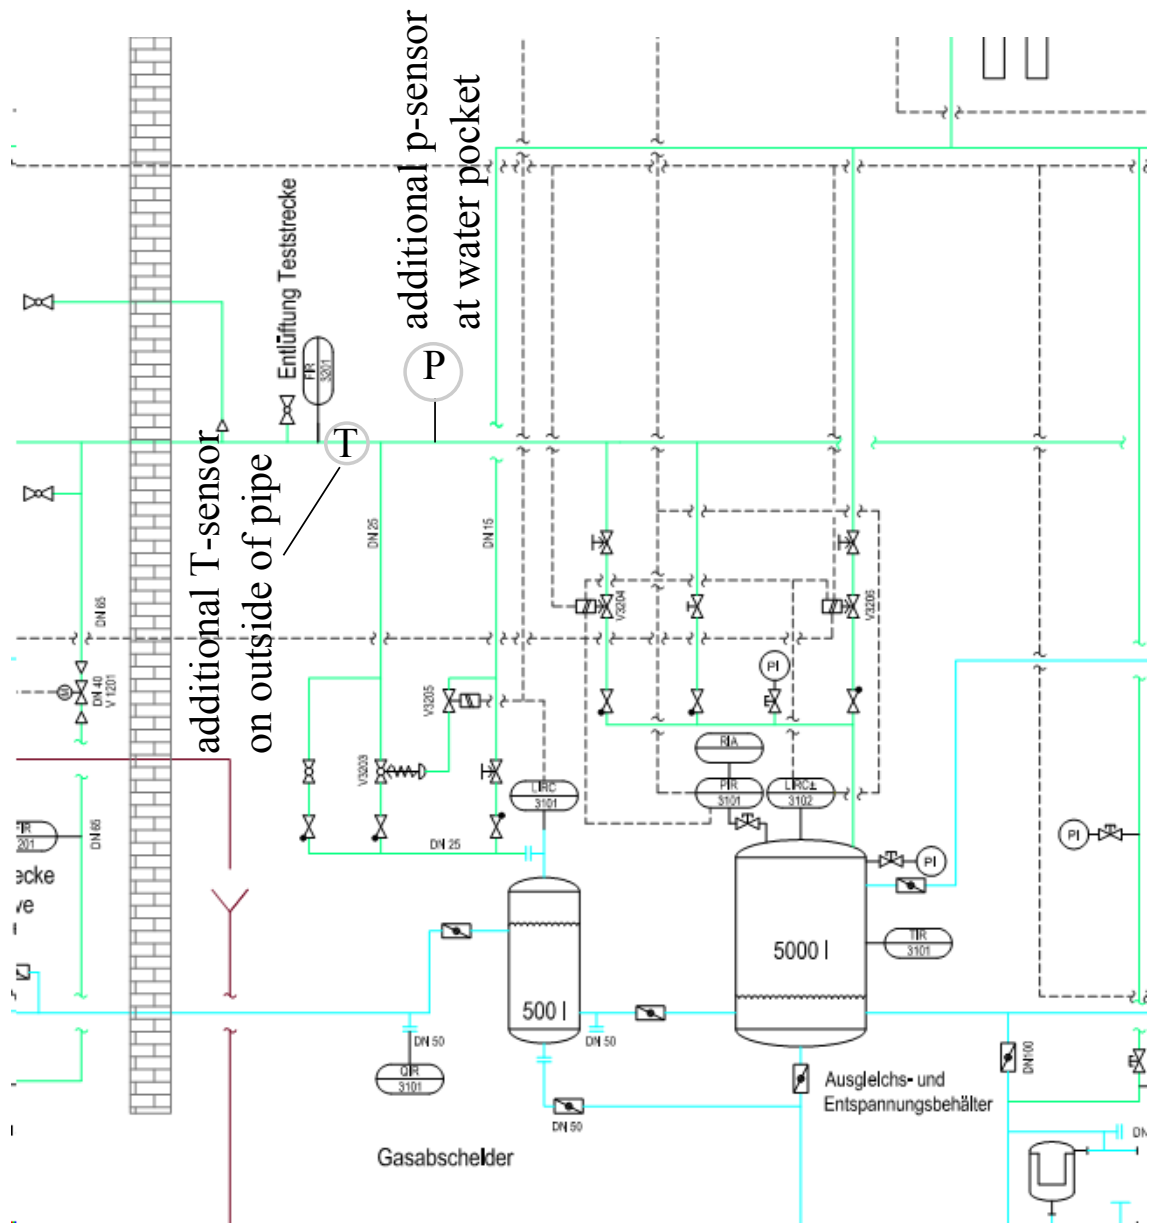 additional p-sensor
at water pocket
Entlüftung Teststrecke
FIR
3201
P
T
additional T-sensor
on outside of pipe
DN 25
DN 15
DN 65
DN 40
V 1201
M
V3204
V3206
V3205
V3203
PI
RIA
PIR
3101
LIRC±
3102
LIRC
3101
DN 25
DN 65
201
ecke
ve
PI
PI
TIR
3101
5000 l
500 l
DN 50
DN 50
QIR
3101
DN 50
DN100
Ausgleichs- und
Entspannungsbehälter
Gasabscheider
DN